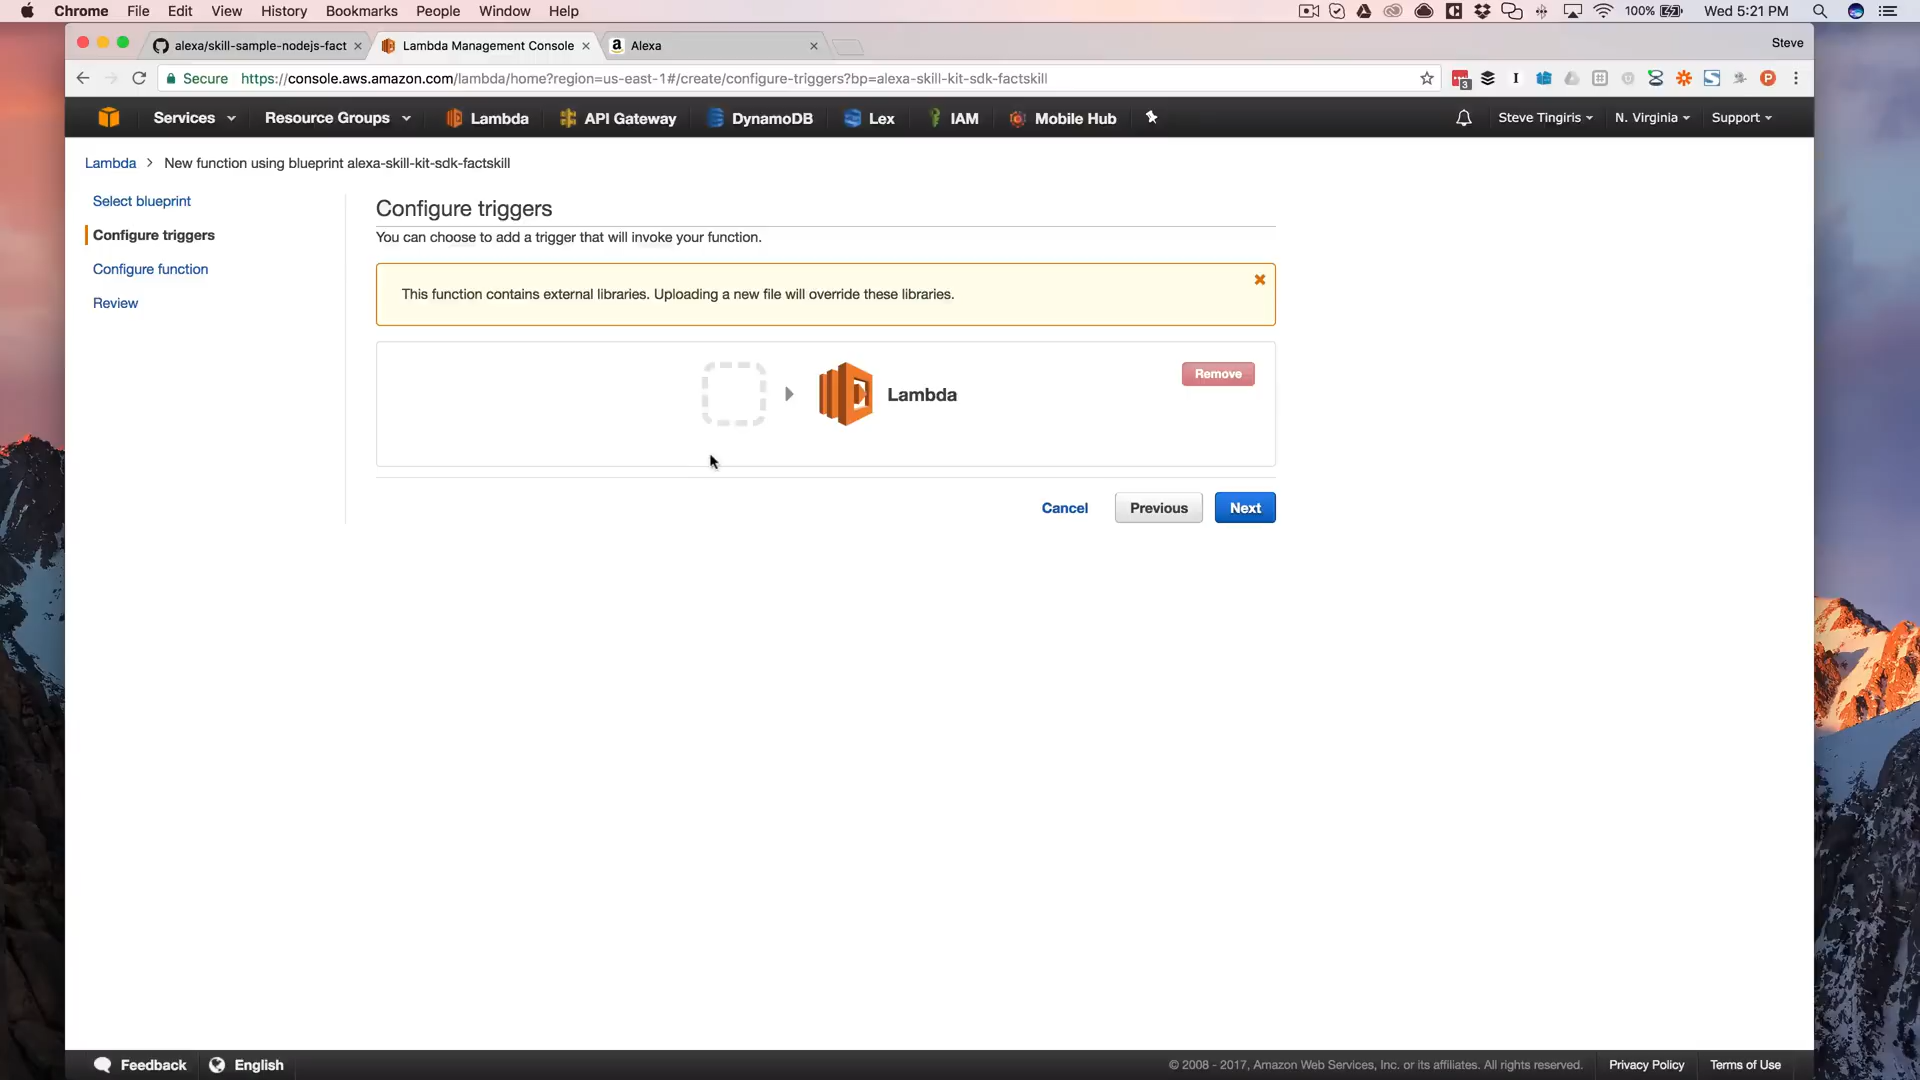 Chrome File Edit View History Bookmarks People Window Help 100% Wed 5:21 PM
alexa/skill-sample-nodejs-fact Lambda Management Console Alexa Steve
Secure https://console.aws.amazon.com/lambda/home?region=us-east-1#/create/configure-triggers?bp=alexa-skill-kit-sdk-factskill 3
Services Resource Groups Lambda API Gateway DynamoDB Lex IAM Mobile Hub Steve Tingiris N. Virginia Support
Lambda > New function using blueprint alexa-skill-kit-sdk-factskill
Select blueprint
Configure triggers
Configure function
Review
Configure triggers
You can choose to add a trigger that will invoke your function.
This function contains external libraries. Uploading a new file will override these libraries.
Remove
Lambda
Cancel Previous Next
Feedback English © 2008 - 2017, Amazon Web Services, Inc. or its affiliates. All rights reserved. Privacy Policy Terms of Use